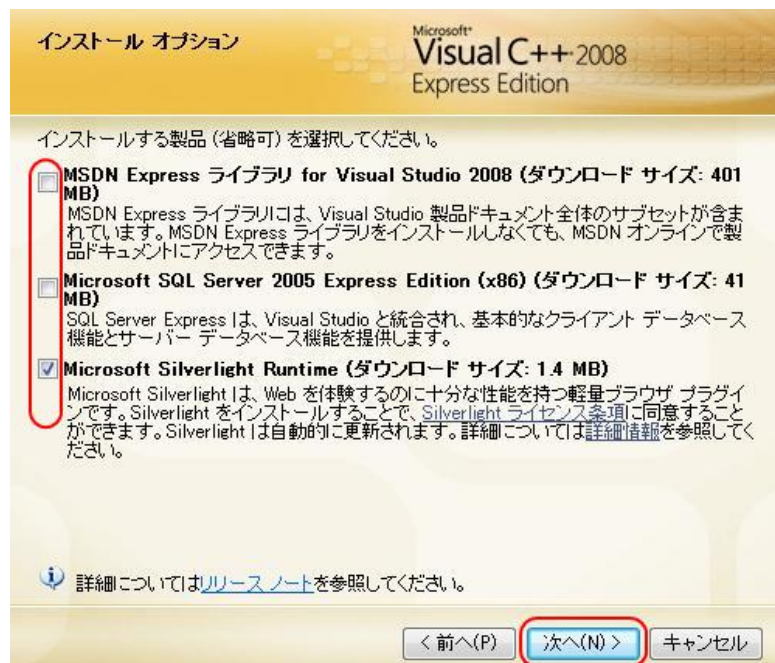 インストール オプション
Microsoft®
Visual C++ 2008
Express Edition
インストールする製品 (省略可) を選択してください。
MSDN Express ライブラリ for Visual Studio 2008 (ダウンロード サイズ: 401
MB)
MSDN Express ライブラリには、Visual Studio 製品ドキュメント全体のサブセットが含ま
れています。MSDN Express ライブラリをインストールしなくても、MSDN オンラインで製
品ドキュメントにアクセスできます。
Microsoft SQL Server 2005 Express Edition (x86) (ダウンロード サイズ: 41
MB)
SQL Server Express は、Visual Studio と統合され、基本的なクライアント データベース
機能とサーバー データベース機能を提供します。
Microsoft Silverlight Runtime (ダウンロード サイズ: 1.4 MB)
Microsoft Silverlight は、Web を体験するのに十分な性能を持つ軽量ブラウザ プラグイ
ンです。Silverlight をインストールすることで、Silverlight ライセンス条項に同意すること
ができます。Silverlight は自動的に更新されます。詳細については詳細情報を参照してく
ださい。
詳細についてはリリース ノートを参照してください。
< 前へ(P)
次へ(N) >
キャンセル